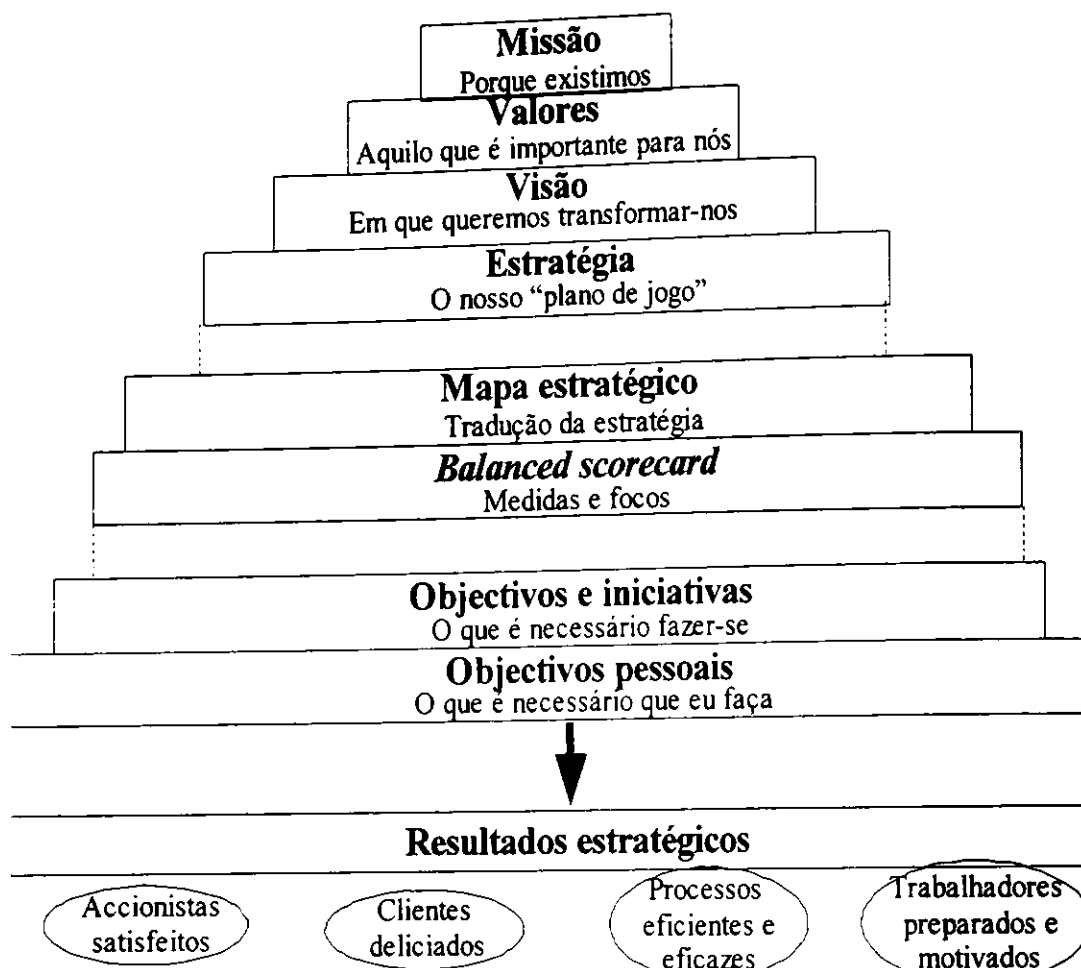 Missão
Porque existimos
Valores
Aquilo que é importante para nós
Visão
Em que queremos transformar-nos
Estratégia
O nosso “plano de jogo”
Mapa estratégico
Tradução da estratégia
Balanced scorecard
Medidas e focos
Objectivos e iniciativas
O que é necessário fazer-se
Objectivos pessoais
O que é necessário que eu faça
Resultados estratégicos
Accionistas
satisfeitos
Clientes
deliciados
Processos
eficientes e
eficazes
Trabalhadores
preparados e
motivados